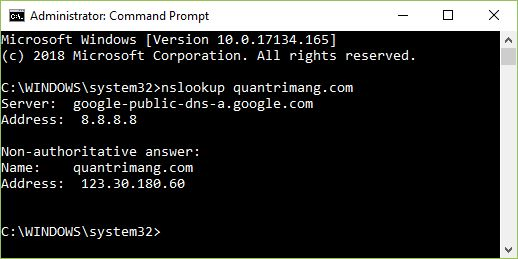 Administrator: Command Prompt
Microsoft Windows [Version 10.0.17134.165]
(c) 2018 Microsoft Corporation. All rights reserved.
C:\WINDOWS\system32>nslookup quantrimang.com
Server:  google-public-dns-a.google.com
Address:  8.8.8.8
Non-authoritative answer:
Name:    quantrimang.com
Address:  123.30.180.60
C:\WINDOWS\system32>